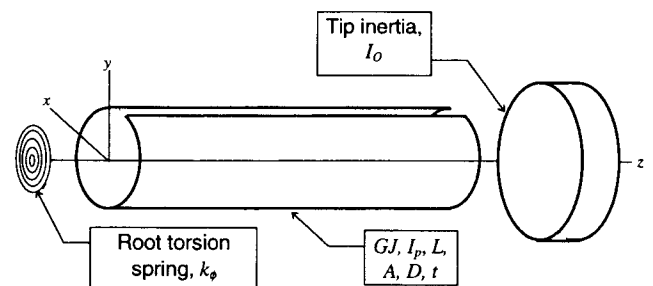 Tip inertia,
I_O
y
x
z
Root torsion
spring, k_ϕ
GJ, I_p, L,
A, D, t